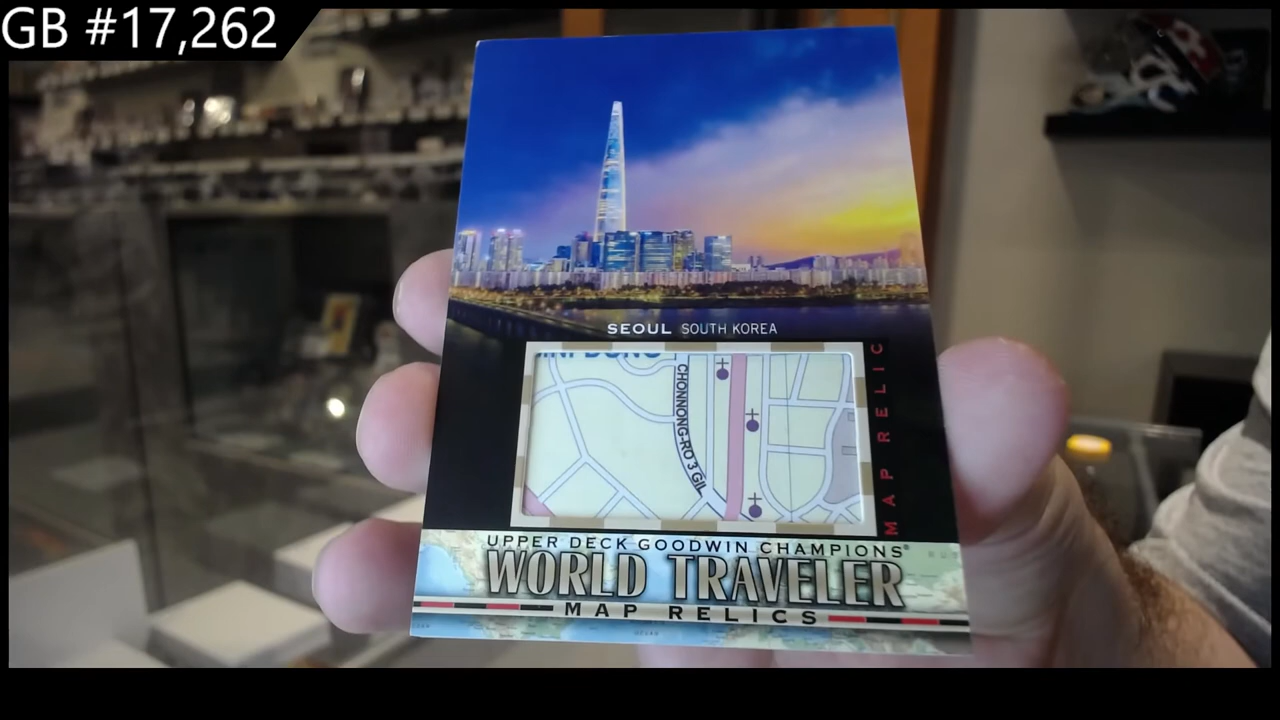 GB #17,262
SEOUL SOUTH KOREA
CHONNONG-RO 3 GIL
MAP RELIC
UPPER DECK GOODWIN CHAMPIONS®
WORLD TRAVELER
MAP RELICS